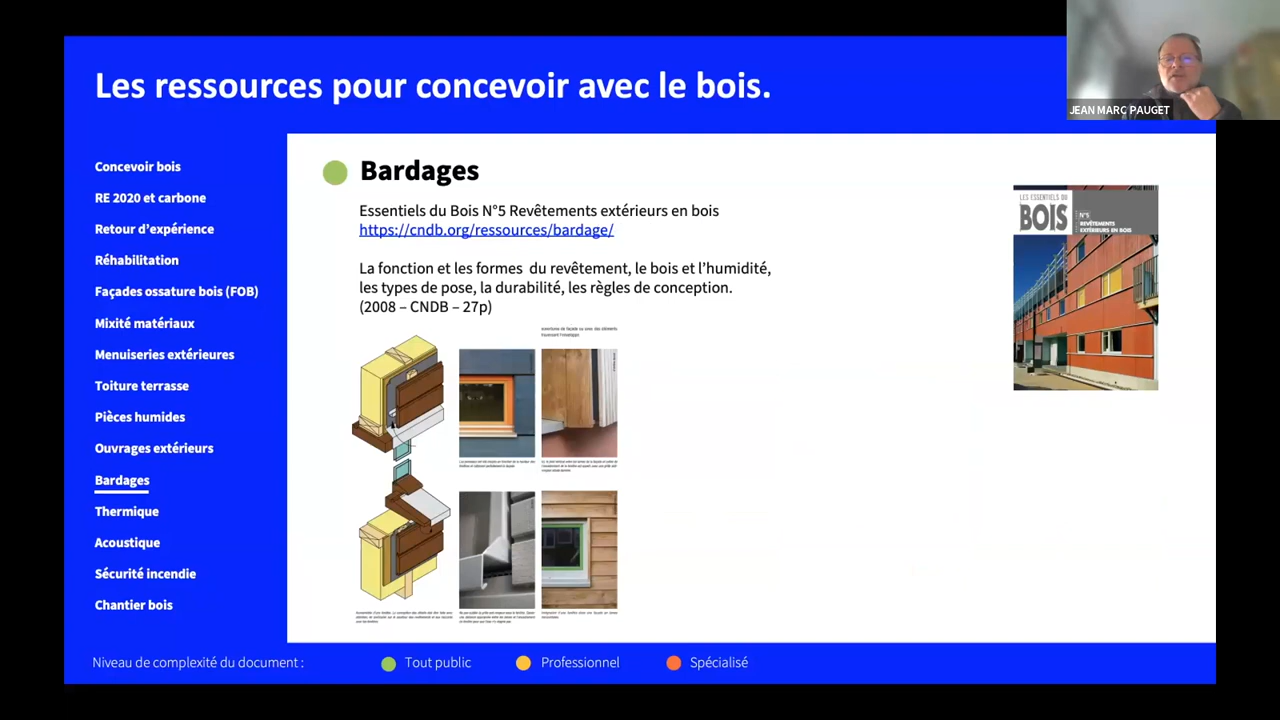 Les ressources pour concevoir avec le bois.
JEAN MARC PAUGET
Concevoir bois
RE 2020 et carbone
Retour d'expérience
Réhabilitation
Façades ossature bois (FOB)
Mixité matériaux
Menuiseries extérieures
Toiture terrasse
Pièces humides
Ouvrages extérieurs
Bardages
Thermique
Acoustique
Sécurité incendie
Chantier bois
Bardages
Essentiels du Bois N°5 Revêtements extérieurs en bois
https://cndb.org/ressources/bardage/
La fonction et les formes du revêtement, le bois et l'humidité,
les types de pose, la durabilité, les règles de conception.
(2008 – CNDB – 27p)
LES ESSENTIELS DU
BOIS
N°5
REVÊTEMENTS
EXTÉRIEURS EN BOIS
Niveau de complexité du document :
Tout public
Professionnel
Spécialisé